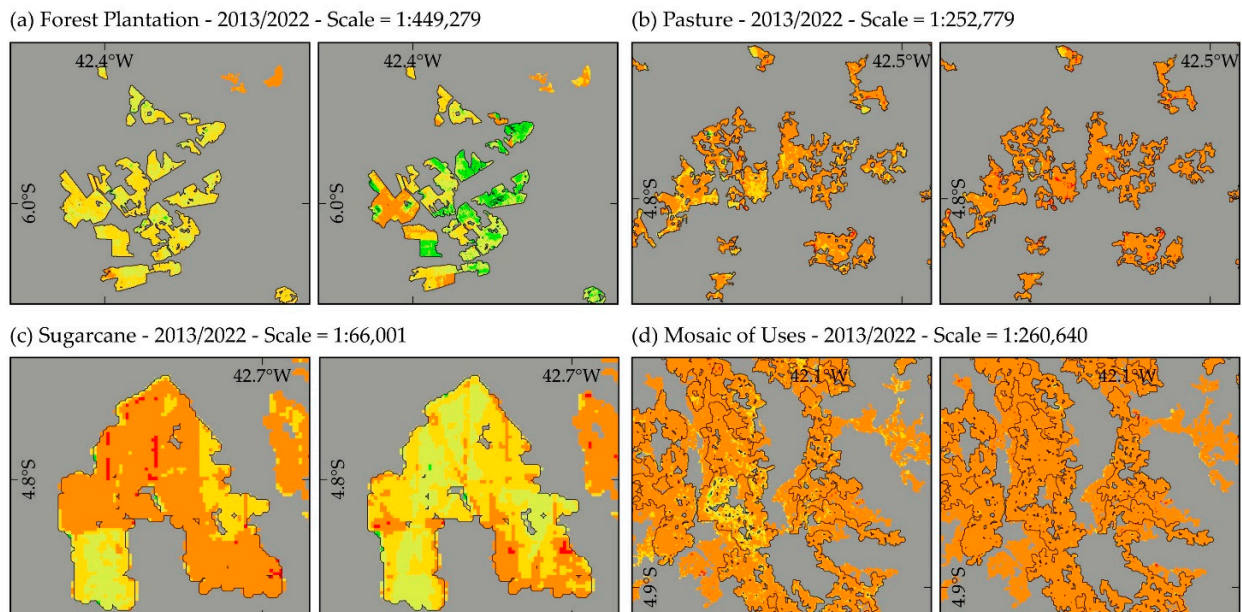 (a) Forest Plantation - 2013/2022 - Scale = 1:449,279
42.4°W
42.4°W
6.0°S
6.0°S
(b) Pasture - 2013/2022 - Scale = 1:252,779
42.5°W
42.5°W
4.8°S
4.8°S
(c) Sugarcane - 2013/2022 - Scale = 1:66,001
42.7°W
42.7°W
4.8°S
4.8°S
(d) Mosaic of Uses - 2013/2022 - Scale = 1:260,640
42.1°W
42.1°W
4.9°S
4.9°S